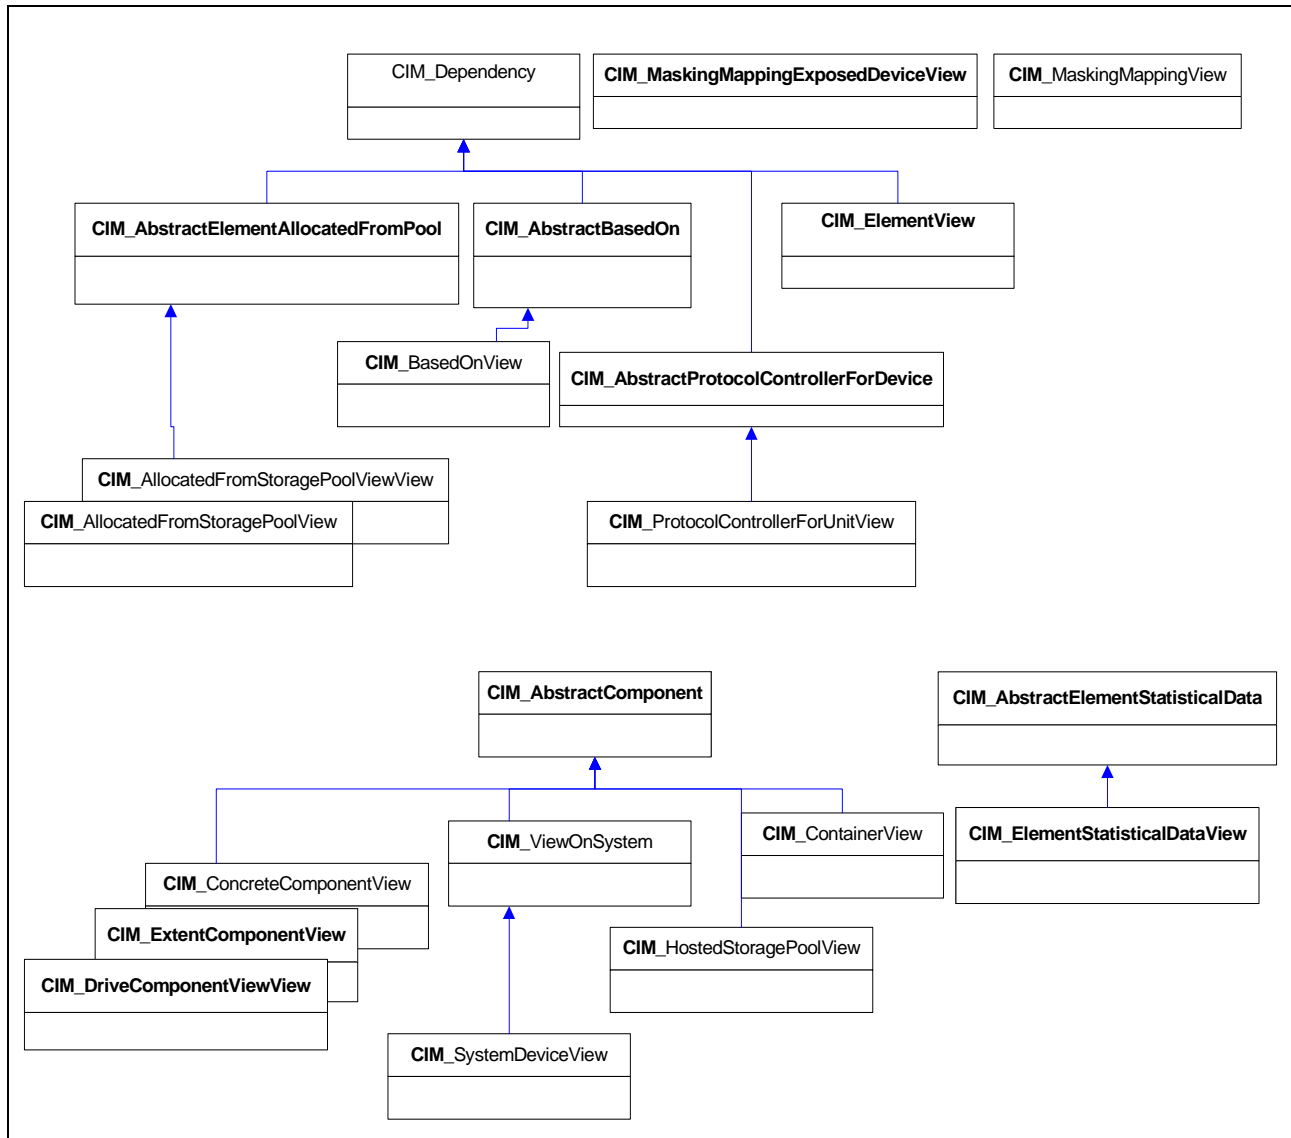 CIM_Dependency
CIM_MaskingMappingExposedDeviceView
CIM_MaskingMappingView
CIM_AbstractElementAllocatedFromPool
CIM_AbstractBasedOn
CIM_ElementView
CIM_BasedOnView
CIM_AbstractProtocolControllerForDevice
CIM_AllocatedFromStoragePoolViewView
CIM_AllocatedFromStoragePoolView
CIM_ProtocolControllerForUnitView
CIM_AbstractComponent
CIM_AbstractElementStatisticalData
CIM_ViewOnSystem
CIM_ContainerView
CIM_ElementStatisticalDataView
CIM_ConcreteComponentView
CIM_ExtentComponentView
CIM_HostedStoragePoolView
CIM_DriveComponentViewView
CIM_SystemDeviceView